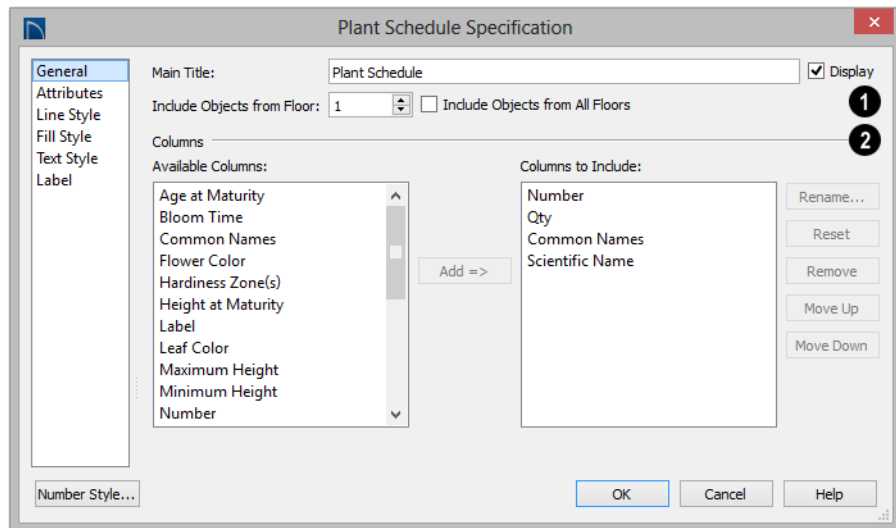 Plant Schedule Specification
General
Attributes
Line Style
Fill Style
Text Style
Label
Main Title:
Plant Schedule
Display
Include Objects from Floor:
1
Include Objects from All Floors
1
Columns
2
Available Columns:
Age at Maturity
Bloom Time
Common Names
Flower Color
Hardiness Zone(s)
Height at Maturity
Label
Leaf Color
Maximum Height
Minimum Height
Number
Add =>
Columns to Include:
Number
Qty
Common Names
Scientific Name
Rename...
Reset
Remove
Move Up
Move Down
Number Style...
OK
Cancel
Help